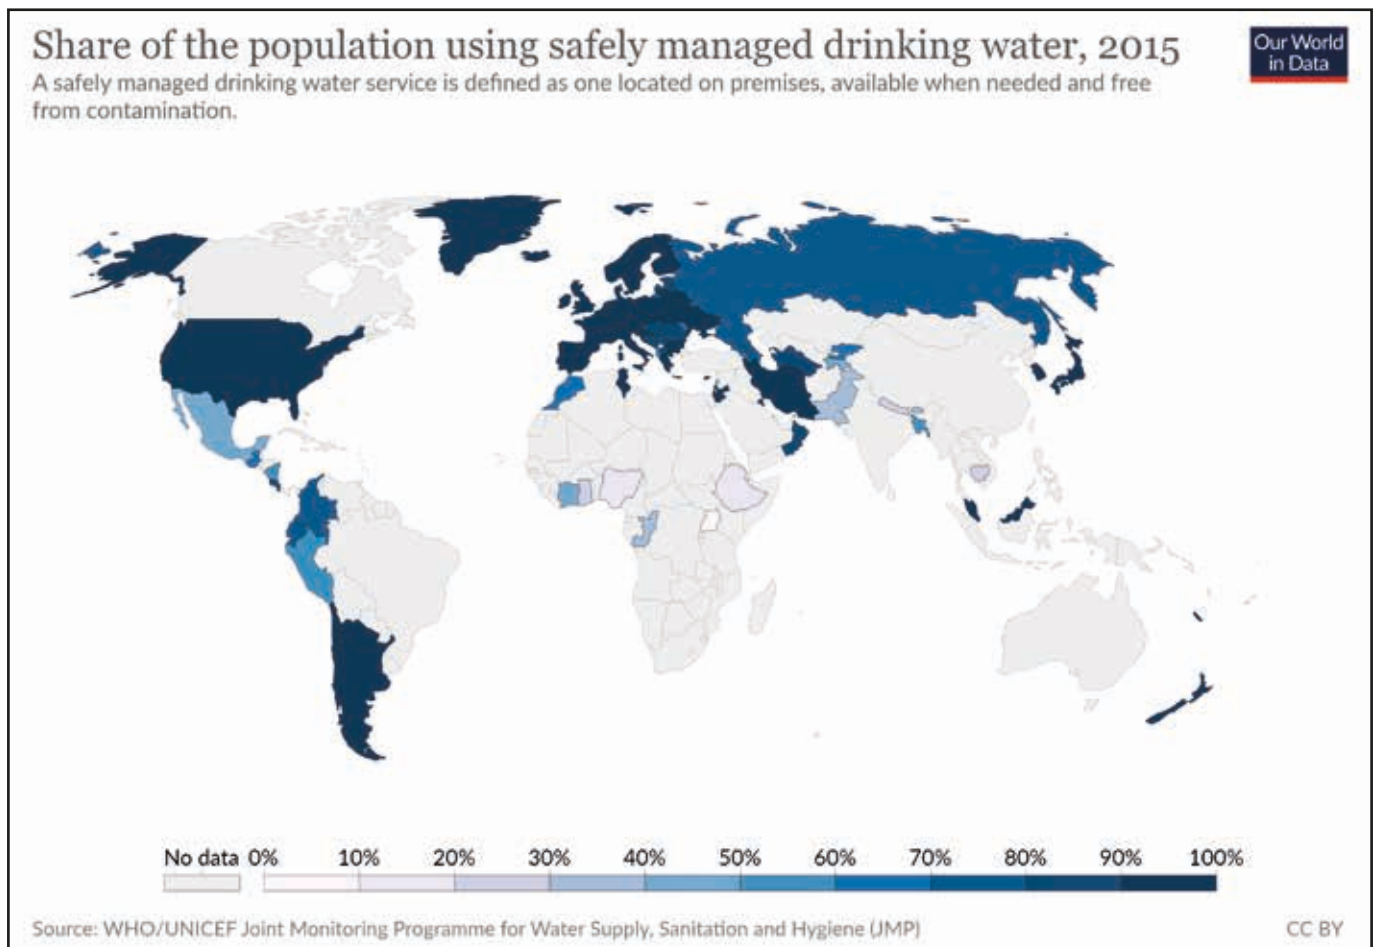 Share of the population using safely managed drinking water, 2015
Our World
in Data
A safely managed drinking water service is defined as one located on premises, available when needed and free
from contamination.
No data 0% 10% 20% 30% 40% 50% 60% 70% 80% 90% 100%
Source: WHO/UNICEF Joint Monitoring Programme for Water Supply, Sanitation and Hygiene (JMP)
CC BY